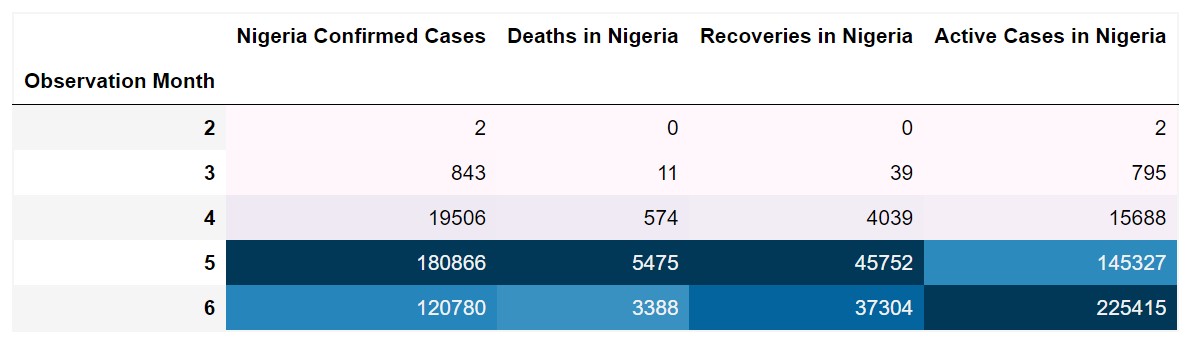 Nigeria Confirmed Cases Deaths in Nigeria Recoveries in Nigeria Active Cases in Nigeria
Observation Month
2 2 0 0 2
3 843 11 39 795
4 19506 574 4039 15688
5 180866 5475 45752 145327
6 120780 3388 37304 225415